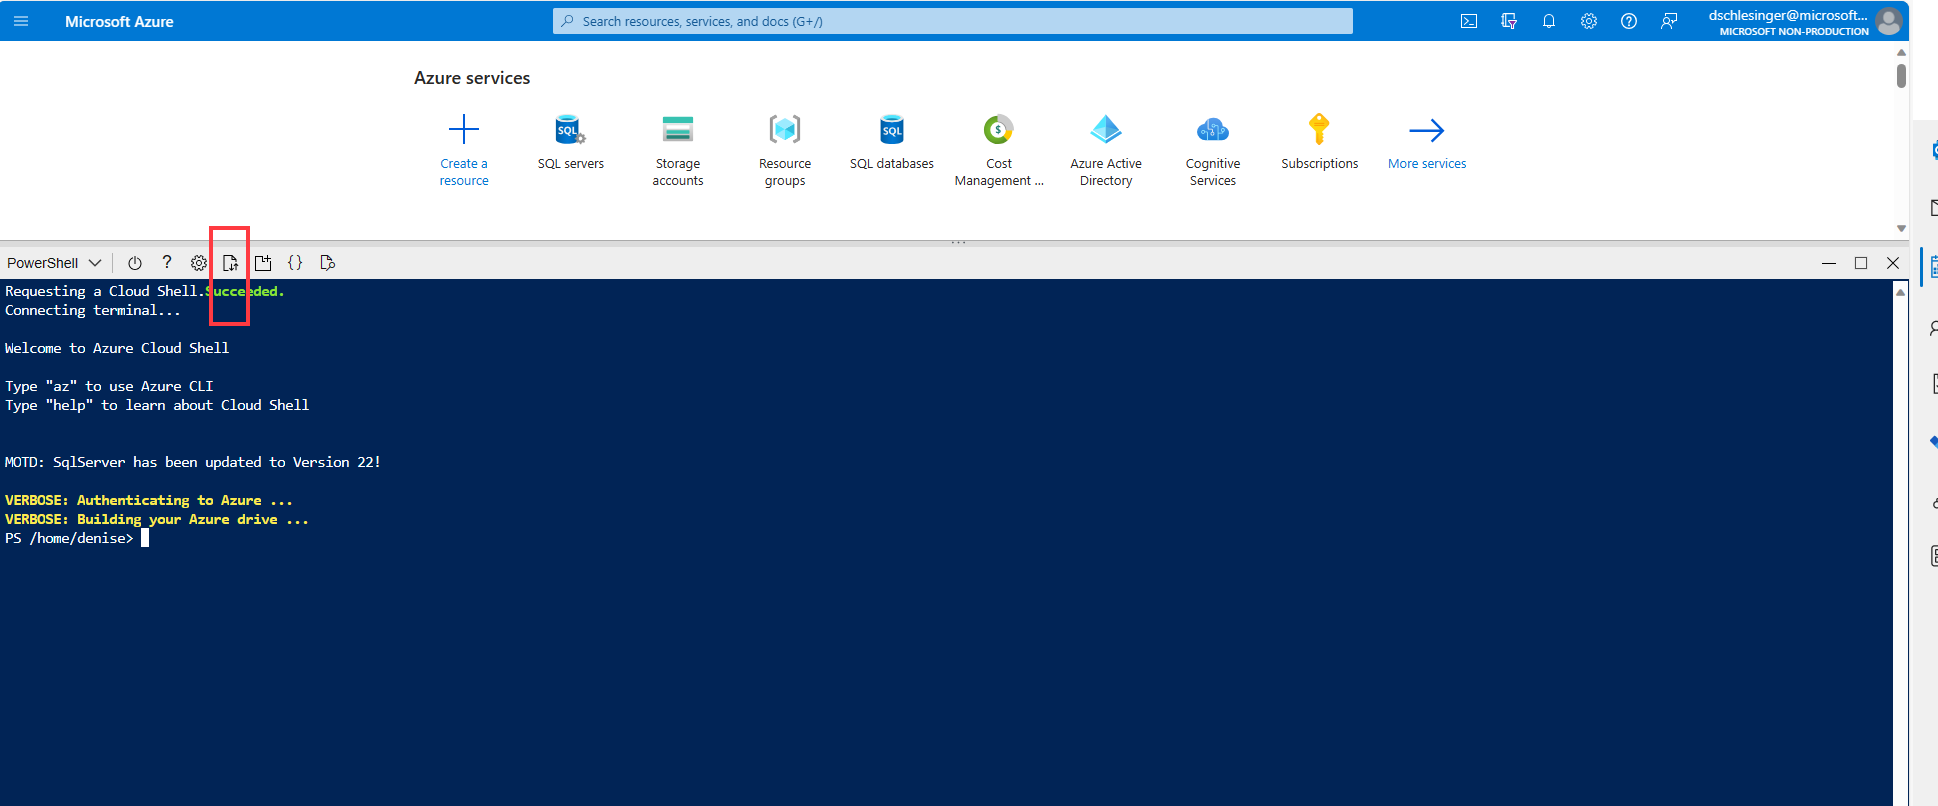 Microsoft Azure
Search resources, services, and docs (G+/)
dschlesinger@microsoft...
MICROSOFT NON-PRODUCTION
Azure services
Create a
resource
SQL
SQL servers
Storage
accounts
Resource
groups
SQL
SQL databases
$
Cost
Management ...
Azure Active
Directory
Cognitive
Services
Subscriptions
More services
PowerShell
Requesting a Cloud Shell.Succeeded.
Connecting terminal...
Welcome to Azure Cloud Shell
Type "az" to use Azure CLI
Type "help" to learn about Cloud Shell
MOTD: SqlServer has been updated to Version 22!
VERBOSE: Authenticating to Azure ...
VERBOSE: Building your Azure drive ...
PS /home/denise>